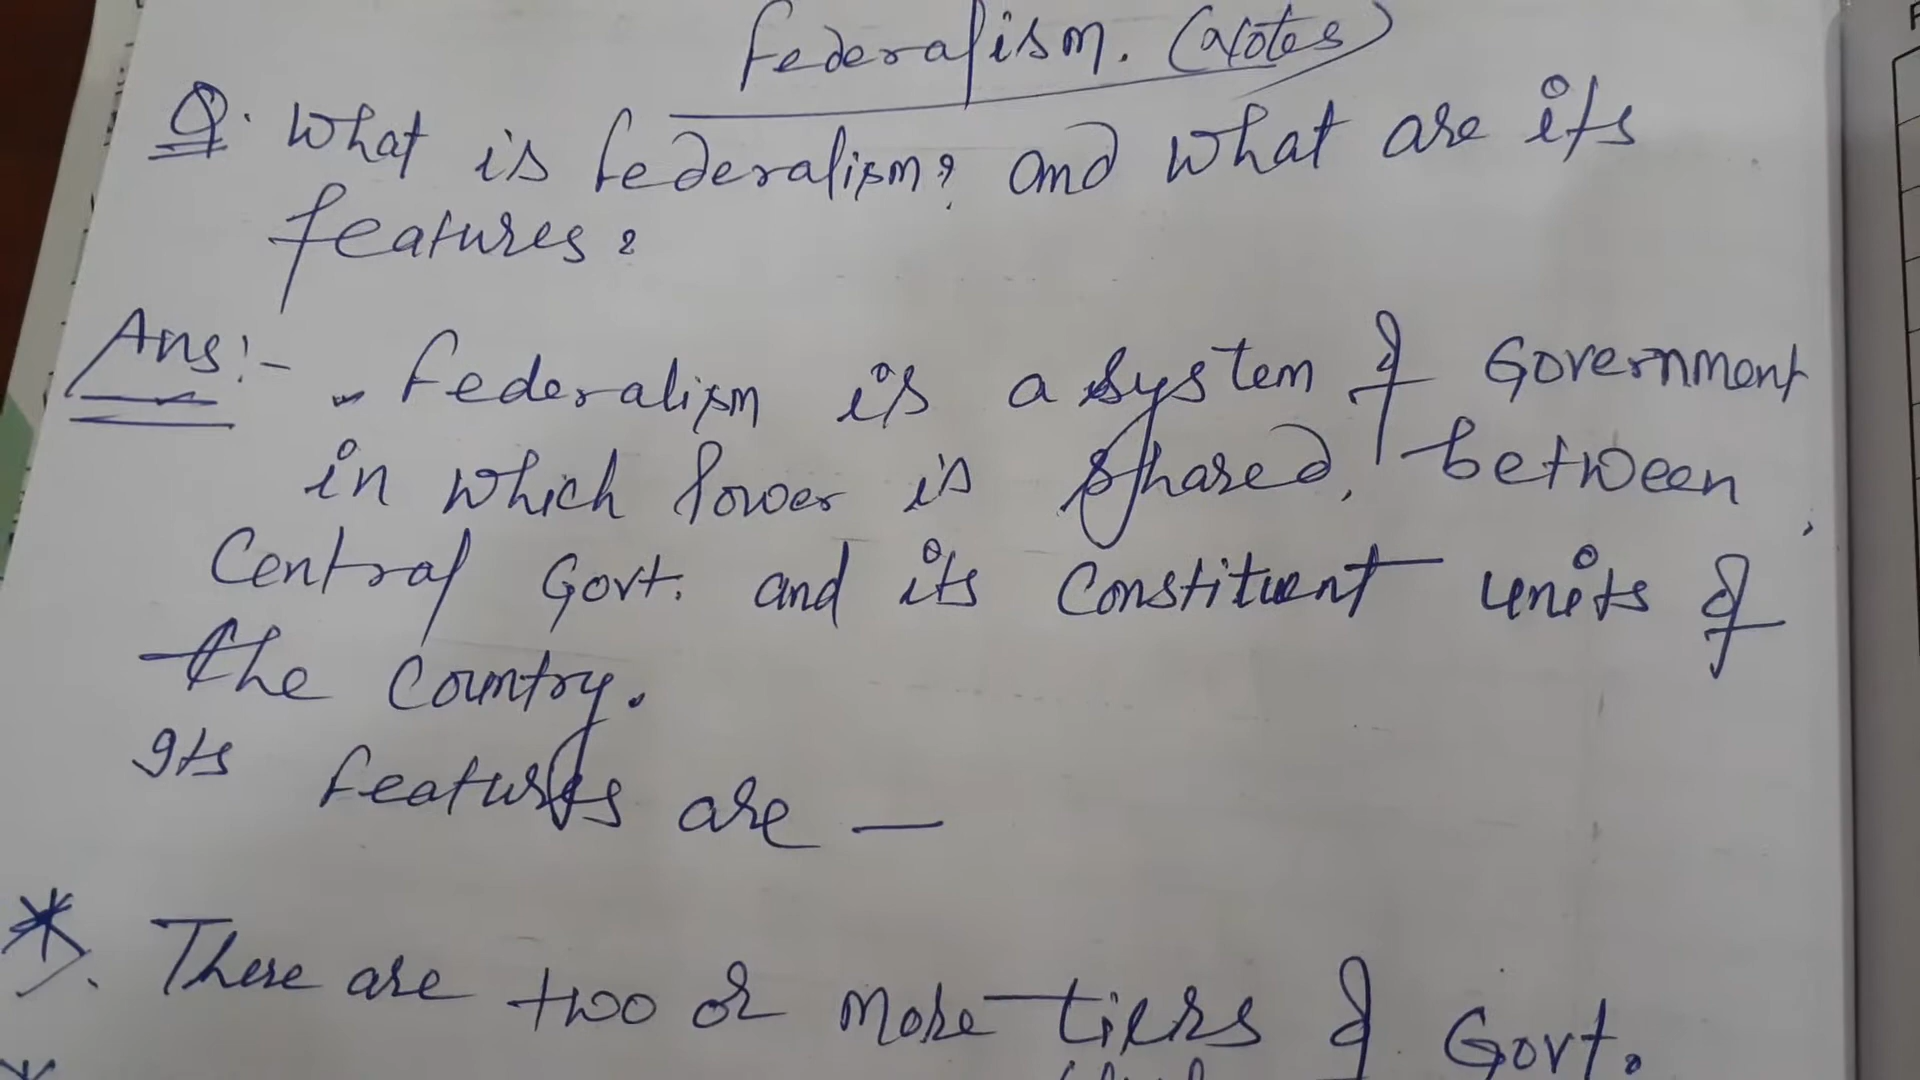 Federalism. (Notes)
Q. What is federalism? and what are its
features?
Ans:- Federalism is a system of Government
in which Power is shared, between
Central Govt. and its constituent units of
the country.
Its features are —
* There are two or more tiers of Govt.